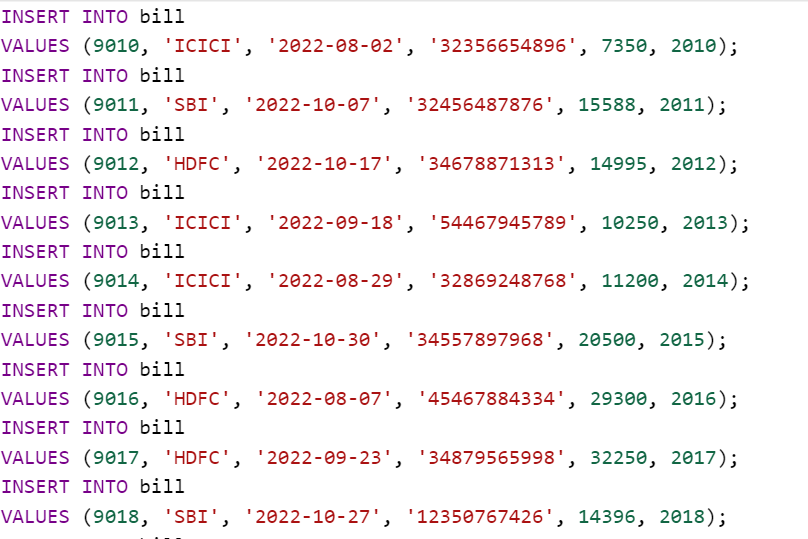 INSERT INTO bill
VALUES (9010, 'ICICI', '2022-08-02', '32356654896', 7350, 2010);
INSERT INTO bill
VALUES (9011, 'SBI', '2022-10-07', '32456487876', 15588, 2011);
INSERT INTO bill
VALUES (9012, 'HDFC', '2022-10-17', '34678871313', 14995, 2012);
INSERT INTO bill
VALUES (9013, 'ICICI', '2022-09-18', '54467945789', 10250, 2013);
INSERT INTO bill
VALUES (9014, 'ICICI', '2022-08-29', '32869248768', 11200, 2014);
INSERT INTO bill
VALUES (9015, 'SBI', '2022-10-30', '34557897968', 20500, 2015);
INSERT INTO bill
VALUES (9016, 'HDFC', '2022-08-07', '45467884334', 29300, 2016);
INSERT INTO bill
VALUES (9017, 'HDFC', '2022-09-23', '34879565998', 32250, 2017);
INSERT INTO bill
VALUES (9018, 'SBI', '2022-10-27', '12350767426', 14396, 2018);